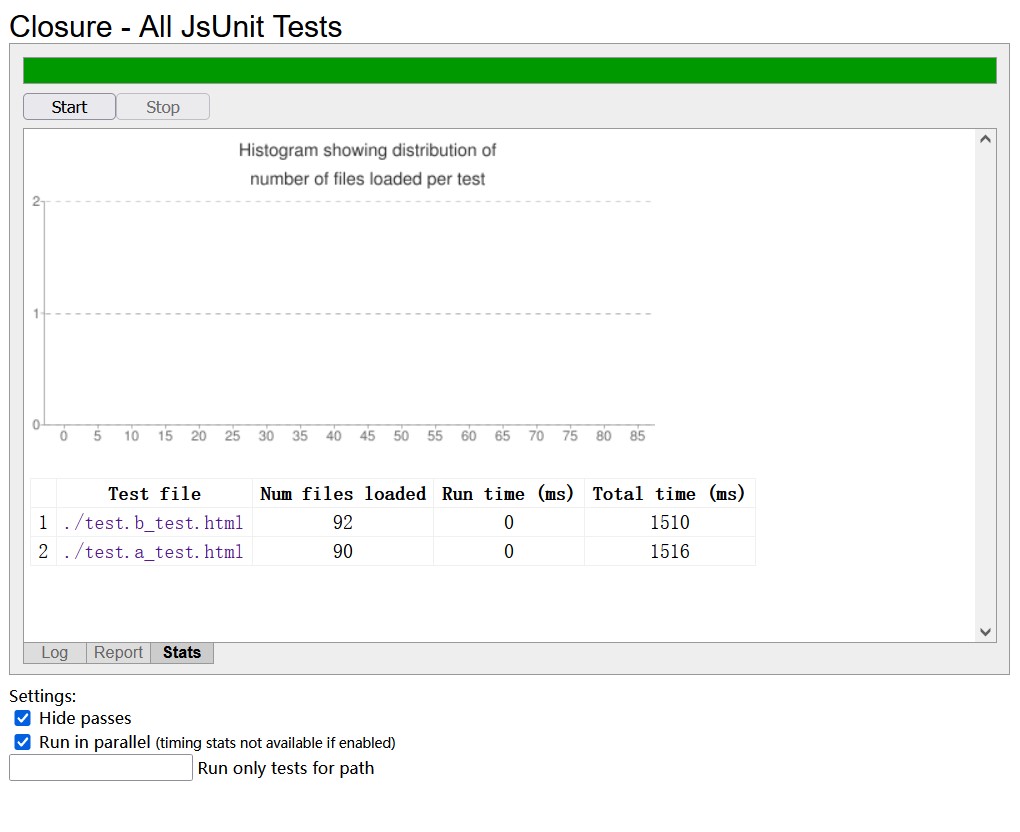 Closure - All JsUnit Tests
Start Stop
Histogram showing distribution of
number of files loaded per test
2
1
0
0 5 10 15 20 25 30 35 40 45 50 55 60 65 70 75 80 85
Test file Num files loaded Run time (ms) Total time (ms)
1 ./test.b_test.html 92 0 1510
2 ./test.a_test.html 90 0 1516
Log Report Stats
Settings:
Hide passes
Run in parallel (timing stats not available if enabled)
Run only tests for path